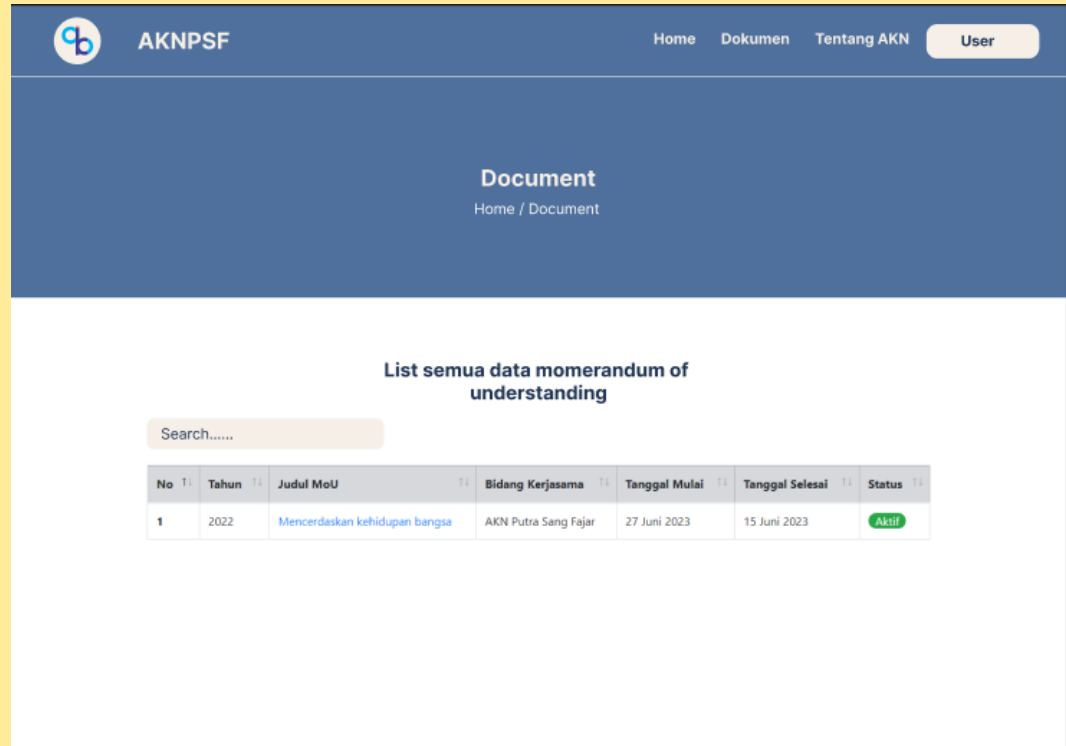 AKNPSF
Home Dokumen Tentang AKN User
Document
Home / Document
List semua data momerandum of
understanding
Search......
No Tahun Judul MoU Bidang Kerjasama Tanggal Mulai Tanggal Selesai Status
1 2022 Mencerdaskan kehidupan bangsa AKN Putra Sang Fajar 27 Juni 2023 15 Juni 2023 Aktif